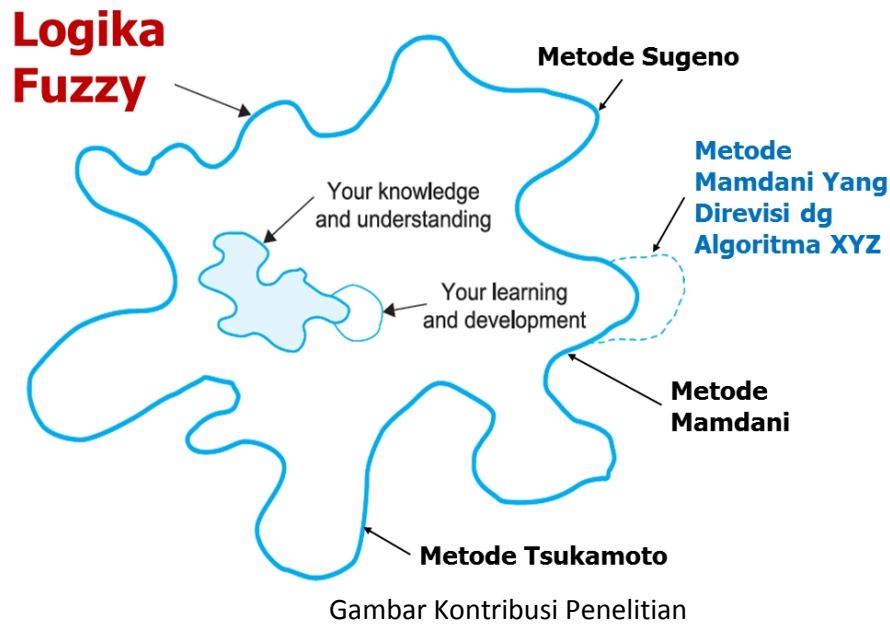 Logika
Fuzzy
Metode Sugeno
Metode
Mamdani Yang
Direvisi dg
Algoritma XYZ
Your knowledge
and understanding
Your learning
and development
Metode
Mamdani
Metode Tsukamoto
Gambar Kontribusi Penelitian